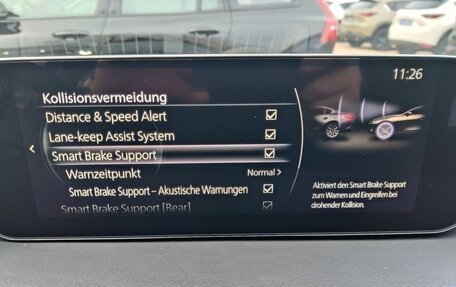 11:26
Kollisionsvermeidung
Distance & Speed Alert
Lane-keep Assist System
Smart Brake Support
Warnzeitpunkt Normal >
Smart Brake Support – Akustische Warnungen
Smart Brake Support [Rear]
Aktiviert den Smart Brake Support
zum Warnen und Eingreifen bei
drohender Kollision.